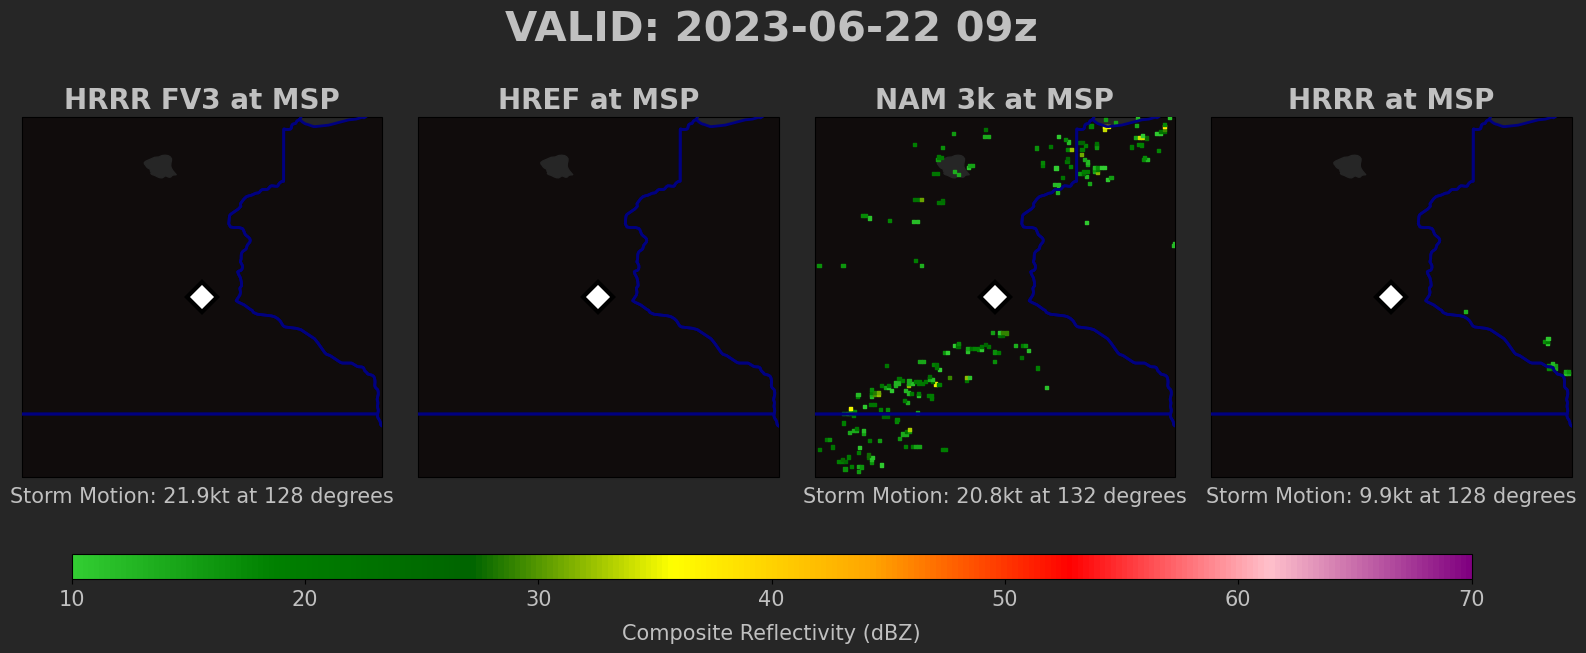 VALID: 2023-06-22 09z
HRRR FV3 at MSP
HREF at MSP
NAM 3k at MSP
HRRR at MSP
Storm Motion: 21.9kt at 128 degrees
Storm Motion: 20.8kt at 132 degrees
Storm Motion: 9.9kt at 128 degrees
10 20 30 40 50 60 70
Composite Reflectivity (dBZ)